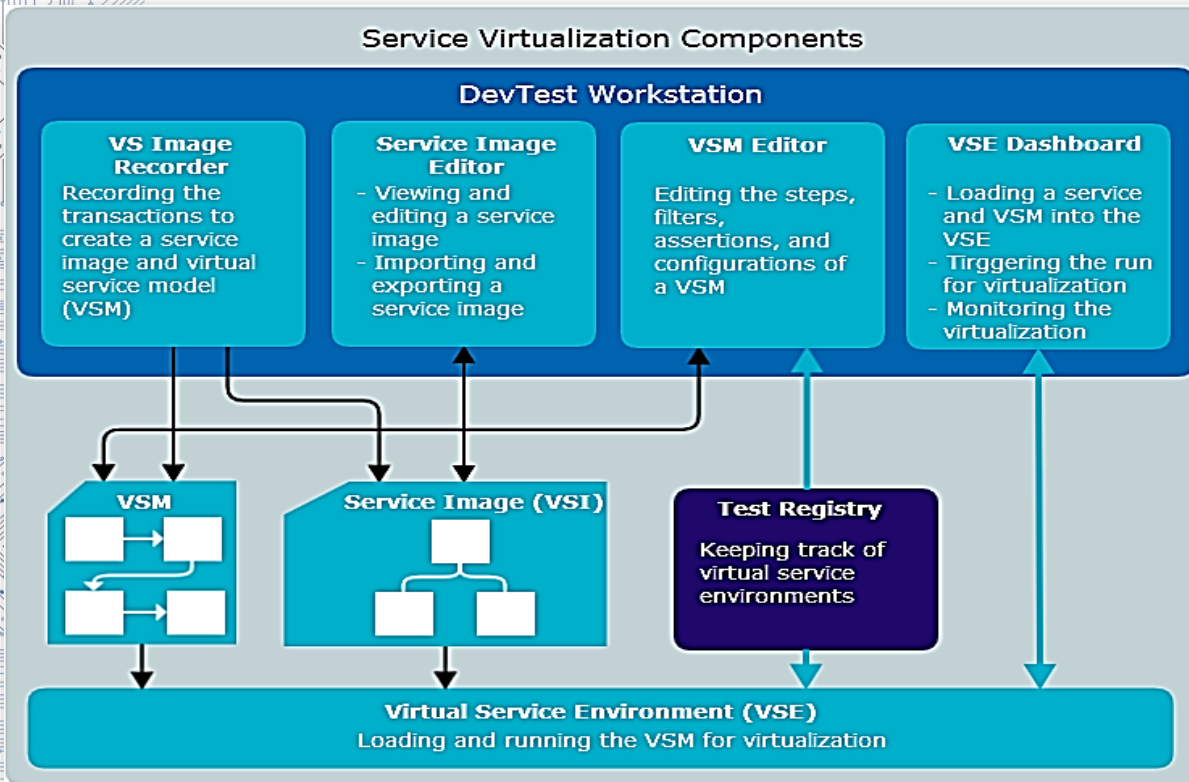 Service Virtualization Components
DevTest Workstation
VS Image
Recorder
Recording the
transactions to
create a service
image and virtual
service model
(VSM)
Service Image
Editor
- Viewing and
editing a service
image
- Importing and
exporting a
service image
VSM Editor
Editing the steps,
filters,
assertions, and
configurations of
a VSM
VSE Dashboard
- Loading a service
and VSM into the
VSE
- Tirggering the run
for virtualization
- Monitoring the
virtualization
VSM
Service Image (VSI)
Test Registry
Keeping track of
virtual service
environments
Virtual Service Environment (VSE)
Loading and running the VSM for virtualization